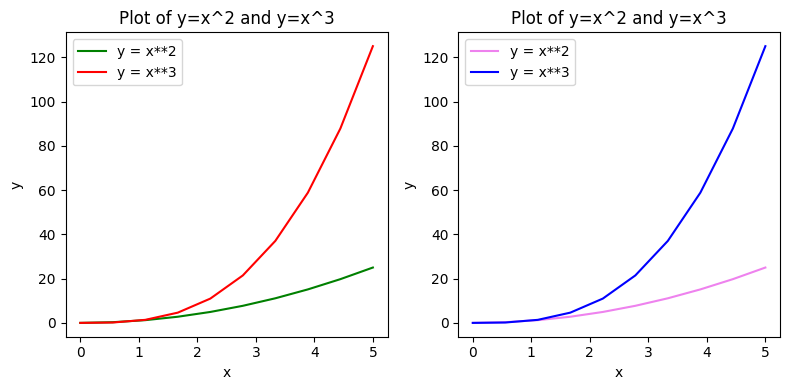 Plot of y=x^2 and y=x^3
y = x**2
y = x**3
120
100
80
60
40
20
0
y
0 1 2 3 4 5
x
Plot of y=x^2 and y=x^3
y = x**2
y = x**3
120
100
80
60
40
20
0
y
0 1 2 3 4 5
x